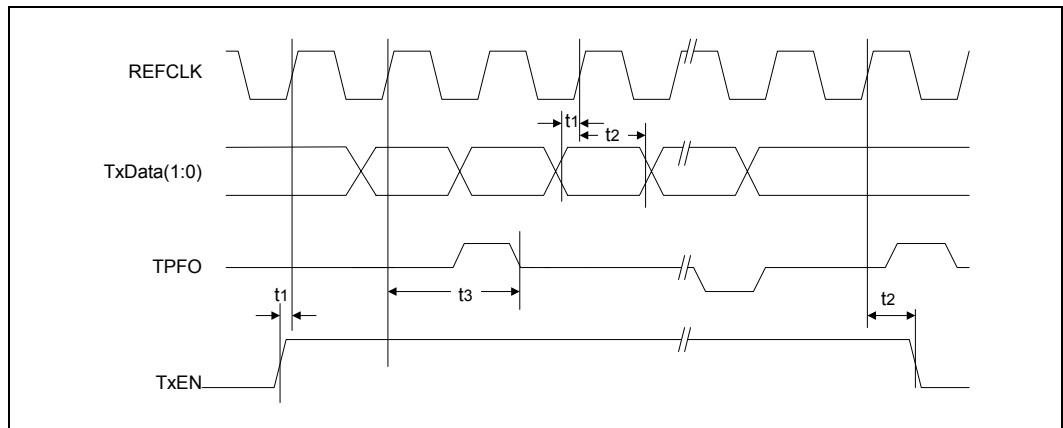 REFCLK
t1
t2
TxData(1:0)
TPFO
t1
t3
t2
TxEN